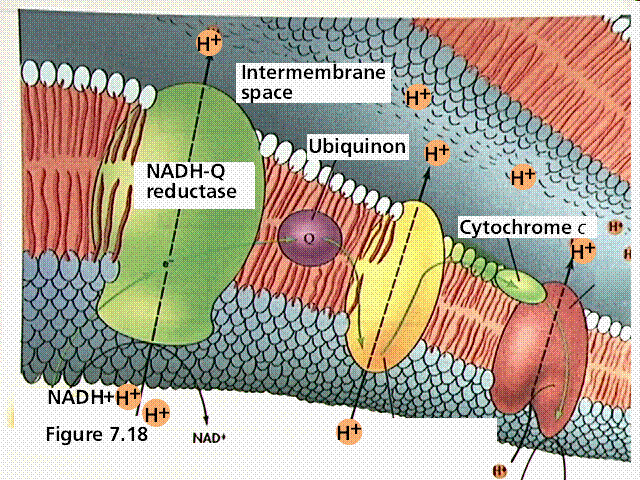 H+
Intermembrane
space
H+
Ubiquinon
H+
NADH-Q
reductase
H+
Cytochrome c
H+
H+
H+
Q
e-
NADH+H+
H+
Figure 7.18
NAD+
H+
H+